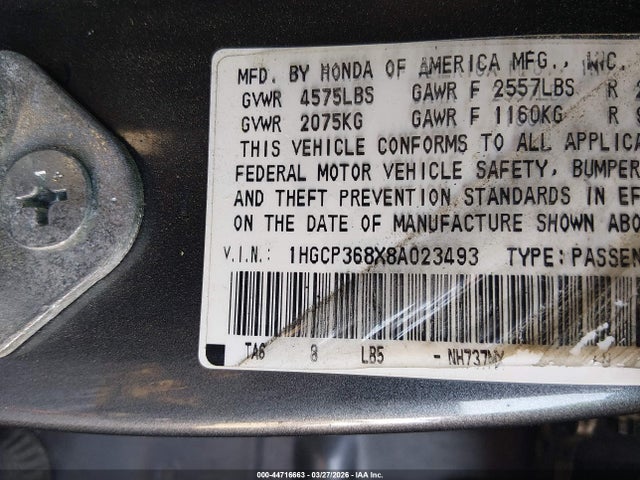 MFD. BY HONDA OF AMERICA MFG., INC.
GVWR 4575LBS GAWR F 2557LBS R
GVWR 2075KG GAWR F 1160KG R
THIS VEHICLE CONFORMS TO ALL APPLICA
FEDERAL MOTOR VEHICLE SAFETY, BUMPER
AND THEFT PREVENTION STANDARDS IN EF
ON THE DATE OF MANUFACTURE SHOWN ABO
V.I.N.: 1HGCP368X8A023493 TYPE: PASSEN
TA6 8 LB5 - NH737MX
000-44716663 | 03/27/2026 | © IAA Inc.